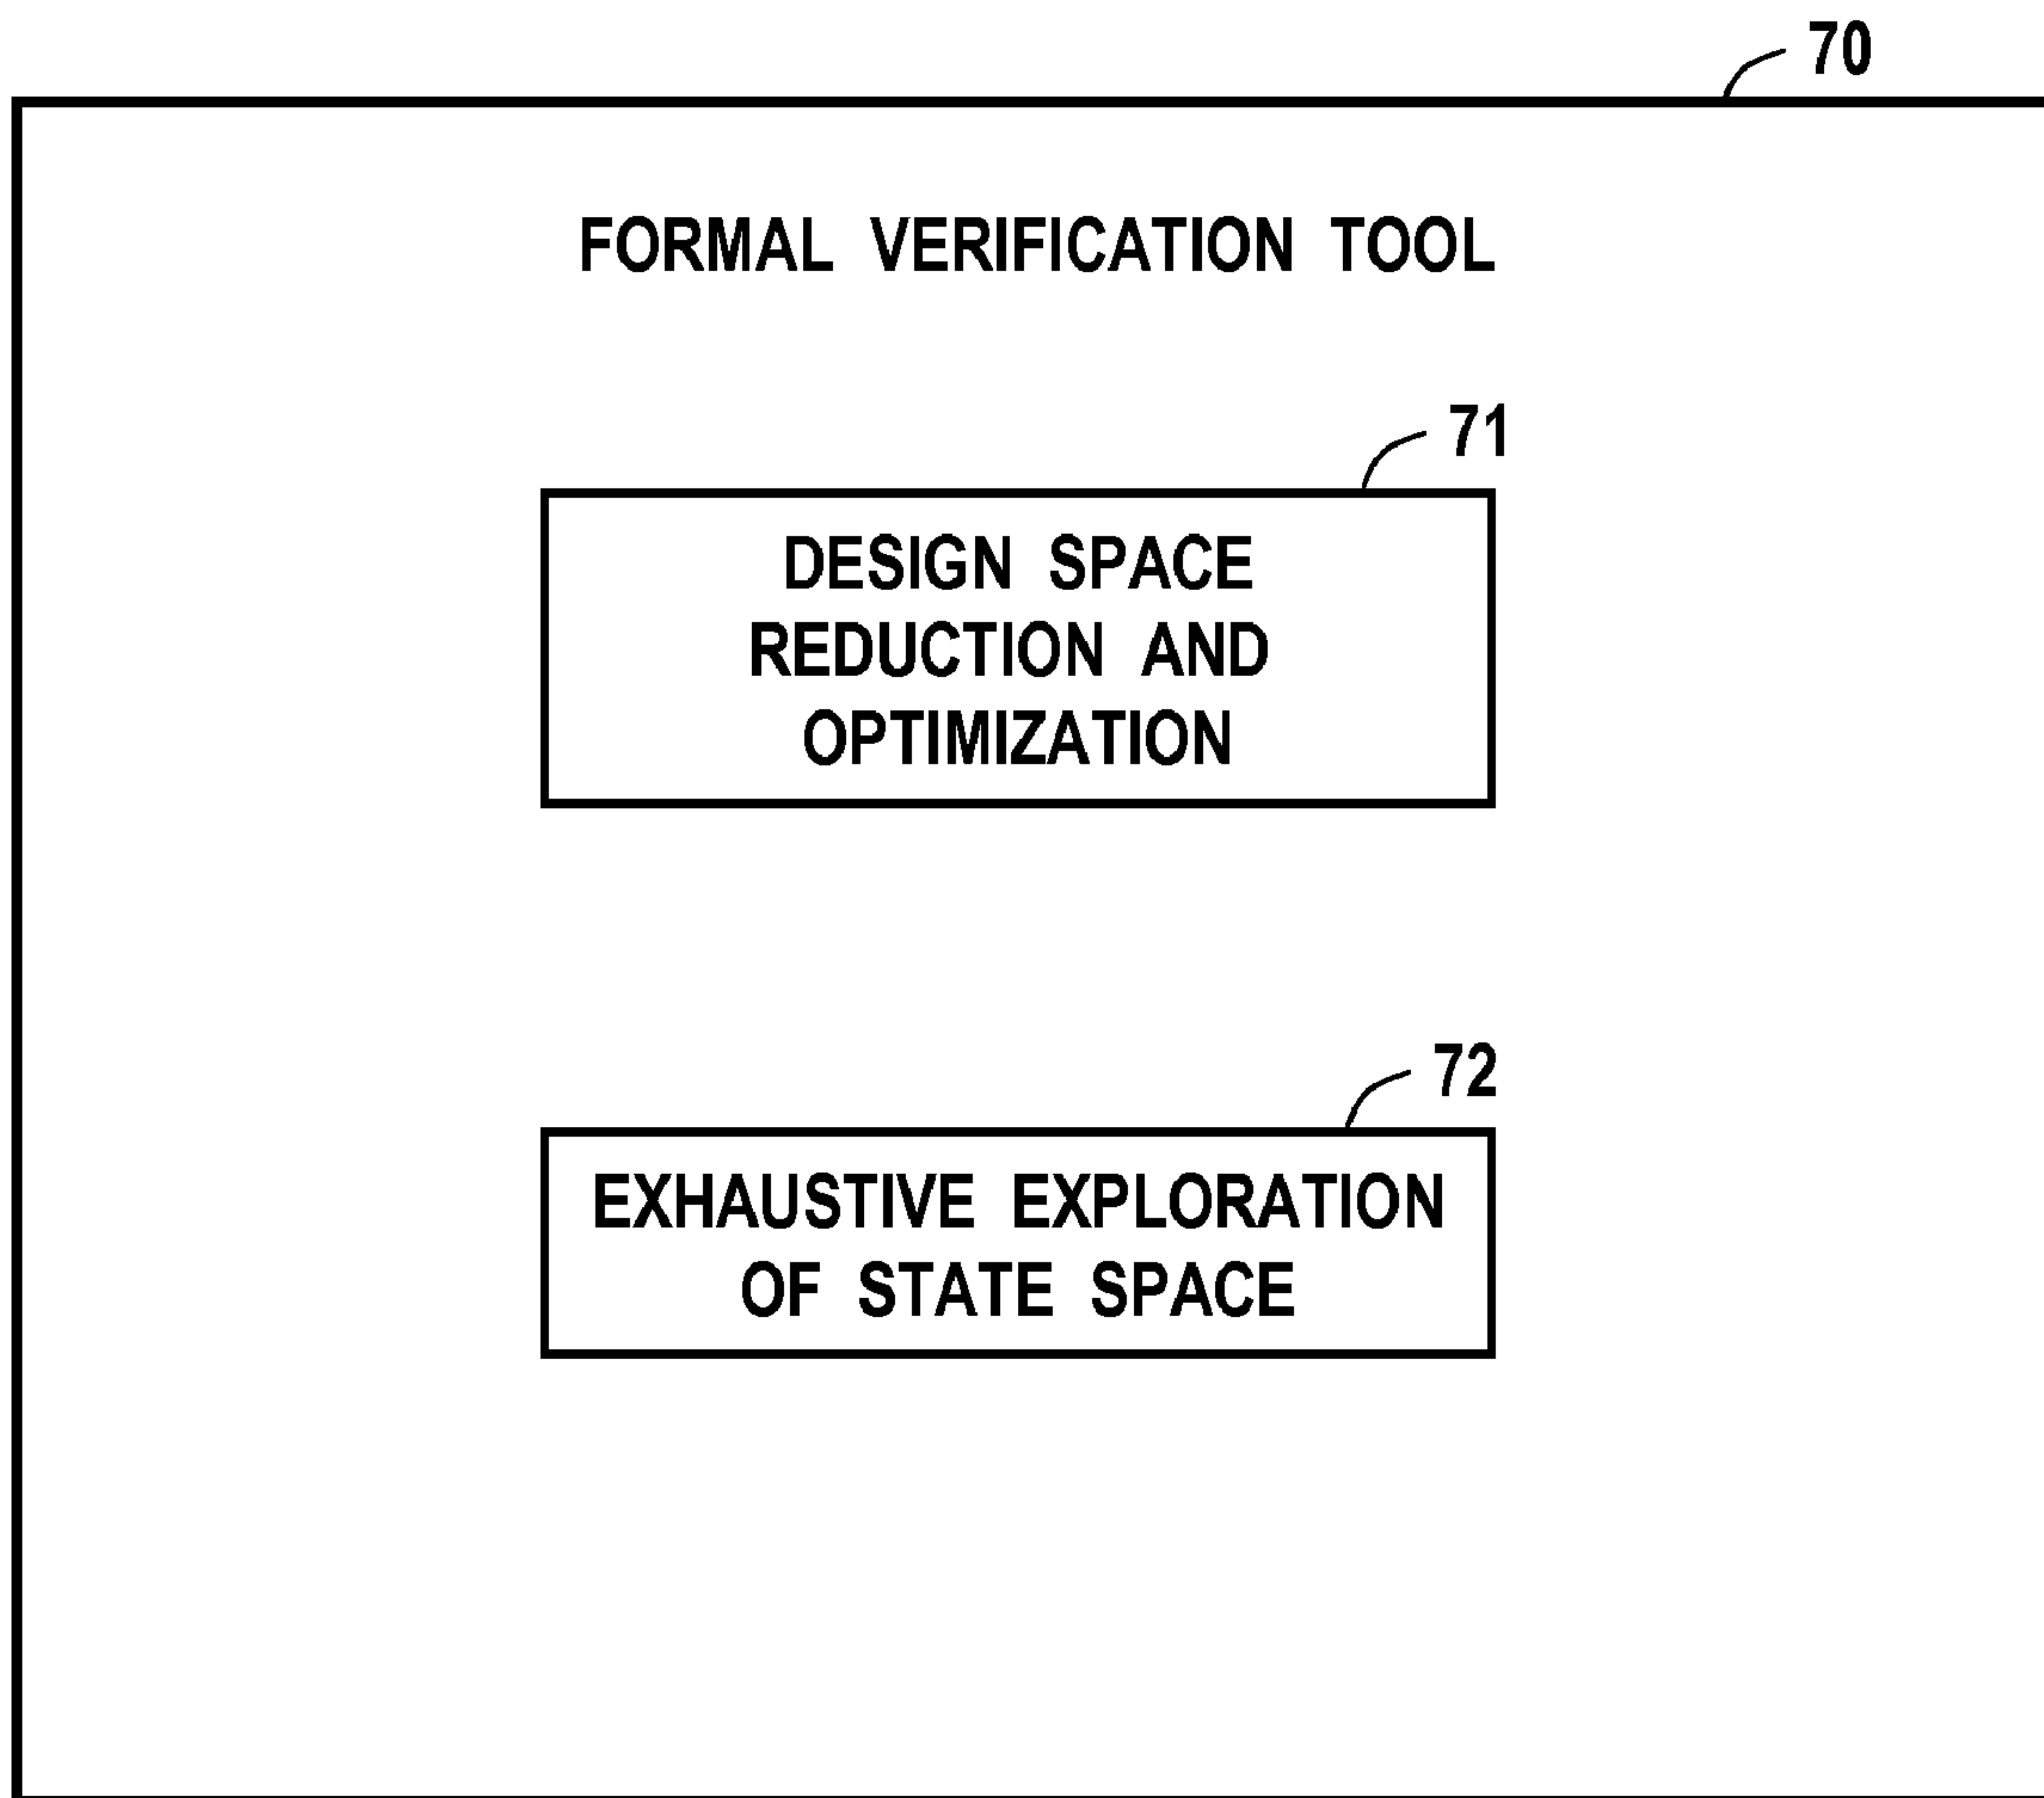 70
FORMAL VERIFICATION TOOL
71
DESIGN SPACE
REDUCTION AND
OPTIMIZATION
72
EXHAUSTIVE EXPLORATION
OF STATE SPACE